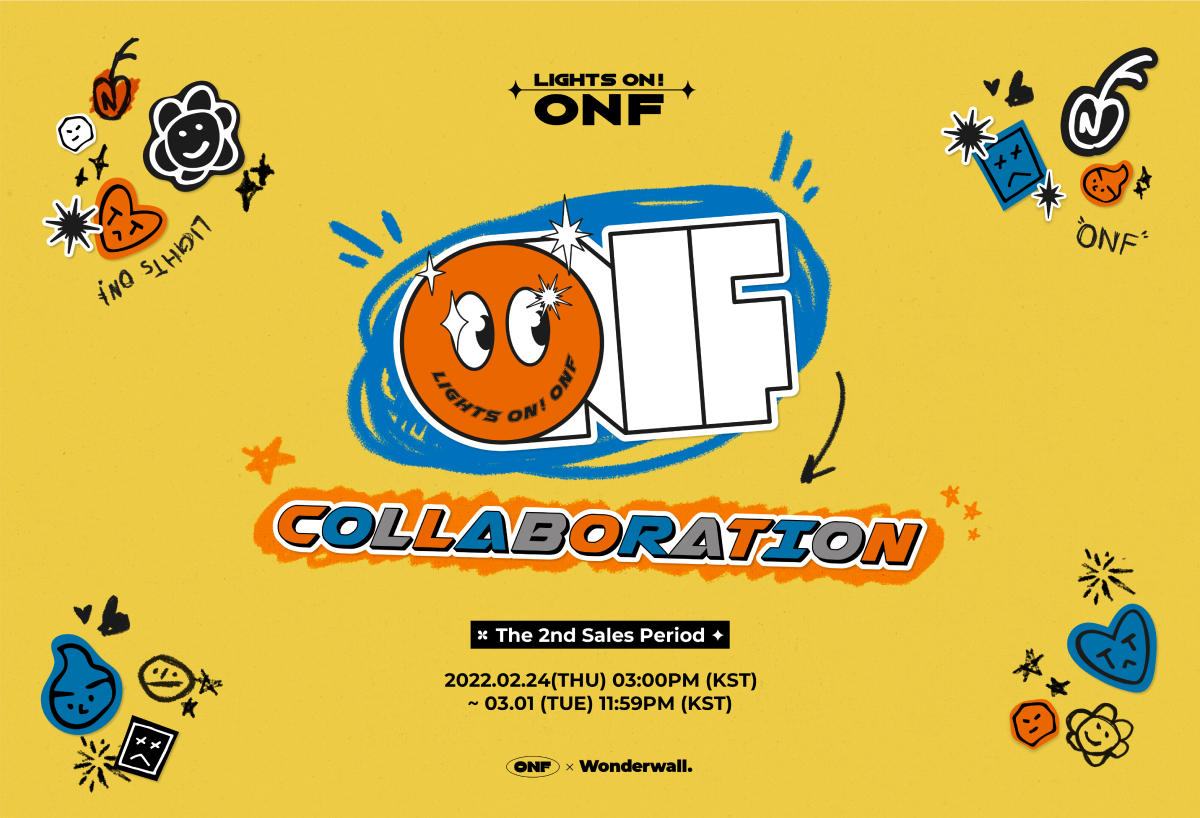 LIGHTS ON!
ONF
N
N
LIGHTs ON!
"ONF"
ONF
LIGHTS ON! ONF
COLLABORATION
The 2nd Sales Period
2022.02.24(THU) 03:00PM (KST)
~ 03.01 (TUE) 11:59PM (KST)
ONF × Wonderwall.